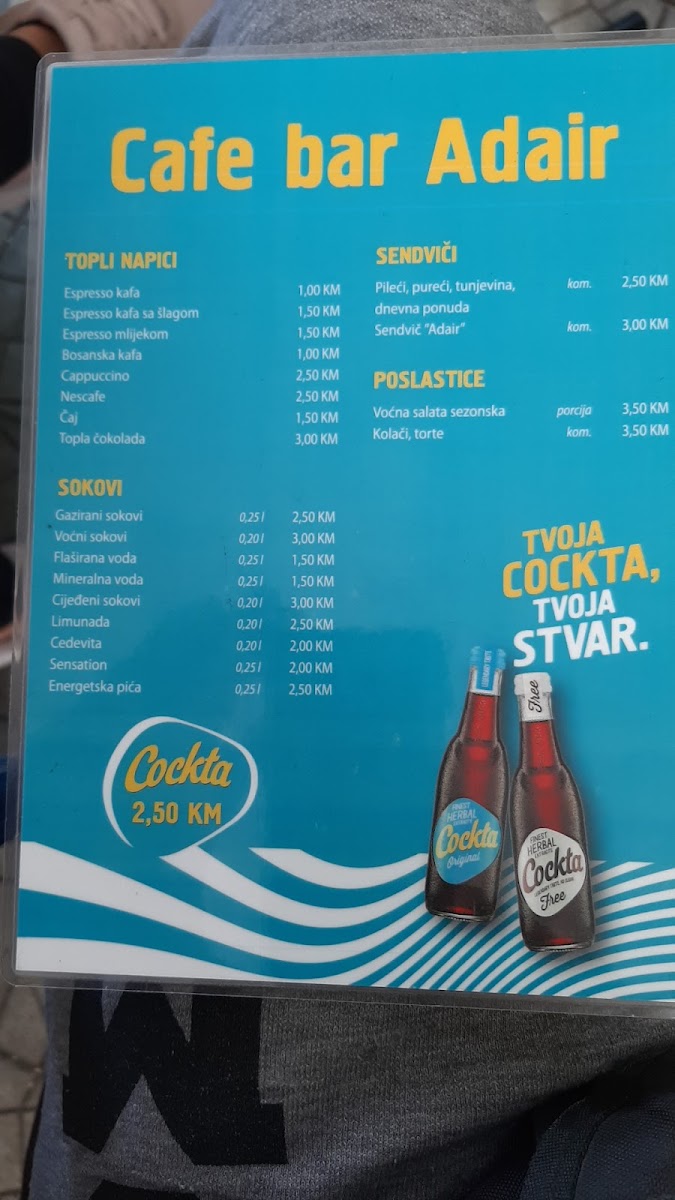 Cafe bar Adair
TOPLI NAPICI
Espresso kafa 1,00 KM
Espresso kafa sa šlagom 1,50 KM
Espresso mlijekom 1,50 KM
Bosanska kafa 1,00 KM
Cappuccino 2,50 KM
Nescafe 2,50 KM
Čaj 1,50 KM
Topla čokolada 3,00 KM
SOKOVI
Gazirani sokovi 0,25 l 2,50 KM
Voćni sokovi 0,20 l 3,00 KM
Flaširana voda 0,25 l 1,50 KM
Mineralna voda 0,25 l 1,50 KM
Cijeđeni sokovi 0,20 l 3,00 KM
Limunada 0,20 l 2,50 KM
Cedevita 0,20 l 2,00 KM
Sensation 0,25 l 2,00 KM
Energetska pića 0,25 l 2,50 KM
Cockta
2,50 KM
SENDVIČI
Pileći, pureći, tunjevina, kom. 2,50 KM
dnevna ponuda
Sendvič "Adair" kom. 3,00 KM
POSLASTICE
Voćna salata sezonska porcija 3,50 KM
Kolači, torte kom. 3,50 KM
TVOJA
COCKTA,
TVOJA
STVAR.
FINEST
HERBAL
EXTRACTS
Cockta
Original
Free
FINEST
HERBAL
EXTRACTS
Cockta
Free